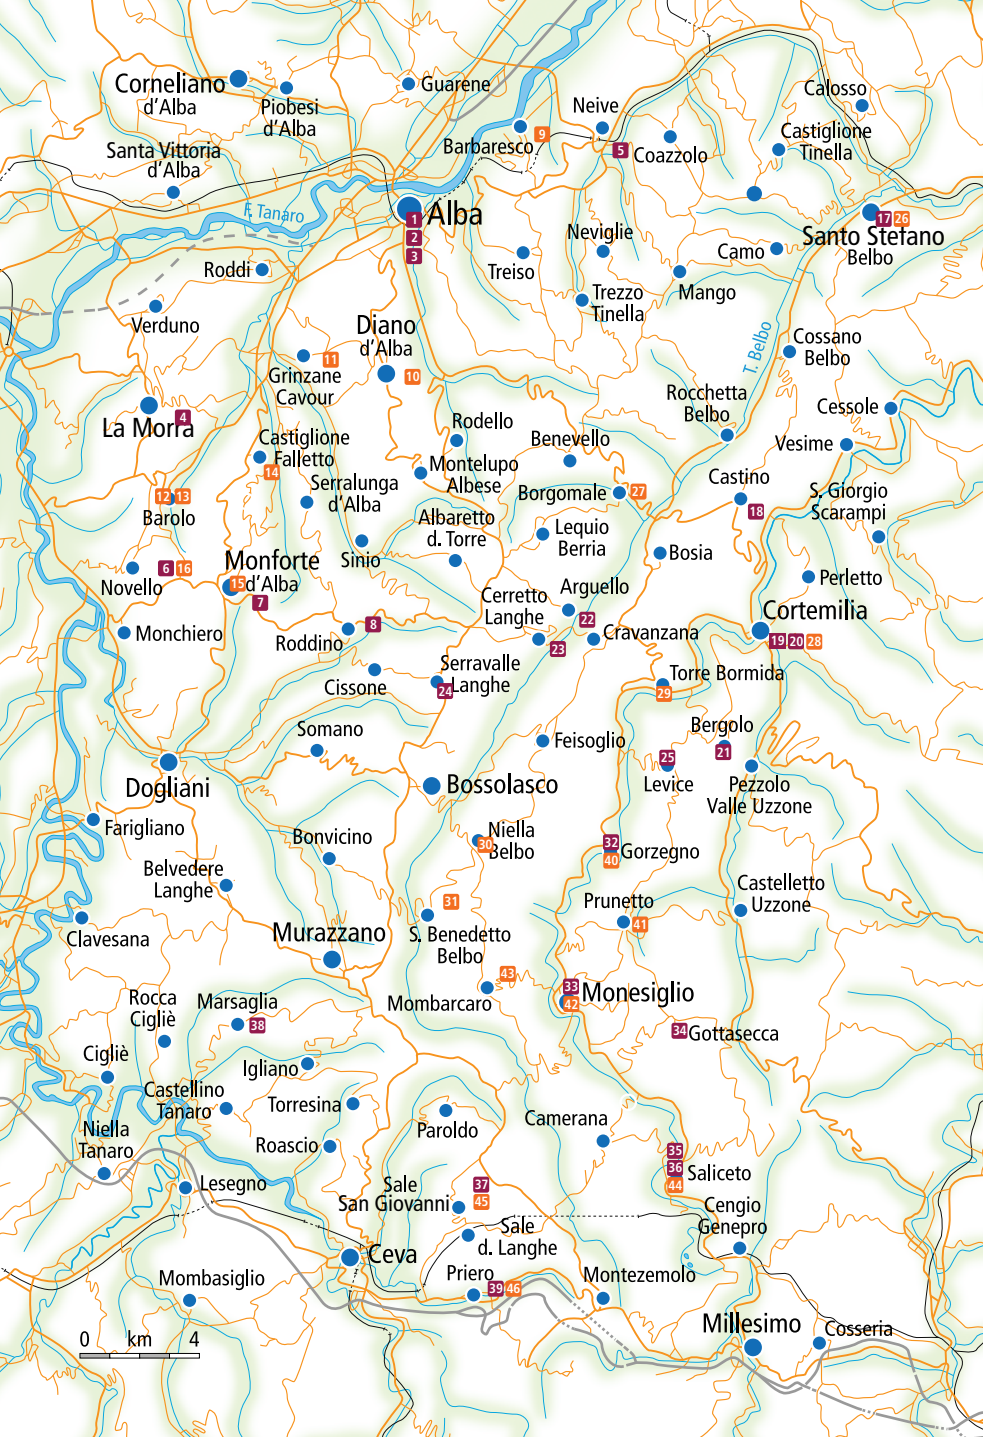 Corneliano
d'Alba
Piobesi
d'Alba
Guarene
Neive
Calosso
Barbaresco
9
5
Coazzolo
Castiglione
Tinella
Santa Vittoria
d'Alba
F. Tanaro
Alba
1
2
3
17
26
Santo Stefano
Belbo
Neviglie
Camo
Treiso
Roddi
Mango
Trezzo
Tinella
Verduno
Diano
d'Alba
10
11
Grinzane
Cavour
T. Belbo
Cossano
Belbo
Rocchetta
Belbo
Cessole
4
La Morra
Rodello
Benevello
Vesime
Castiglione
Falletto
14
Montelupo
Albese
Serralunga
d'Alba
Castino
18
S. Giorgio
Scarampi
12
13
Barolo
Borgomale
27
Albaretto
d. Torre
Lequio
Berria
Sinio
Bosia
6
16
Novello
Monforte
d'Alba
15
7
Perletto
Arguello
22
Cerretto
Langhe
23
Cortemilia
19
20
28
Monchiero
8
Roddino
Cravanzana
Serravalle
Langhe
24
Cissone
Torre Bormida
29
Somano
Feisoglio
Bergolo
21
25
Levice
Dogliani
Bossolasco
Pezzolo
Valle Uzzone
Farigliano
Bonvicino
Niella
Belbo
30
32
40
Gorzegno
Belvedere
Langhe
Castelletto
Uzzone
31
Prunetto
41
Clavesana
Murazzano
S. Benedetto
Belbo
43
Mombarcaro
33
42
Monesiglio
Rocca
Cigliè
Marsaglia
38
34
Gottasecca
Cigliè
Igliano
Castellino
Tanaro
Torresina
Paroldo
Camerana
Niella
Tanaro
Roascio
35
36
44
Saliceto
Lesegno
Sale
San Giovanni
37
45
Cengio
Genepro
Sale
d. Langhe
Ceva
Mombasiglio
Priero
39
46
Montezemolo
Millesimo
Cosseria
0 km 4